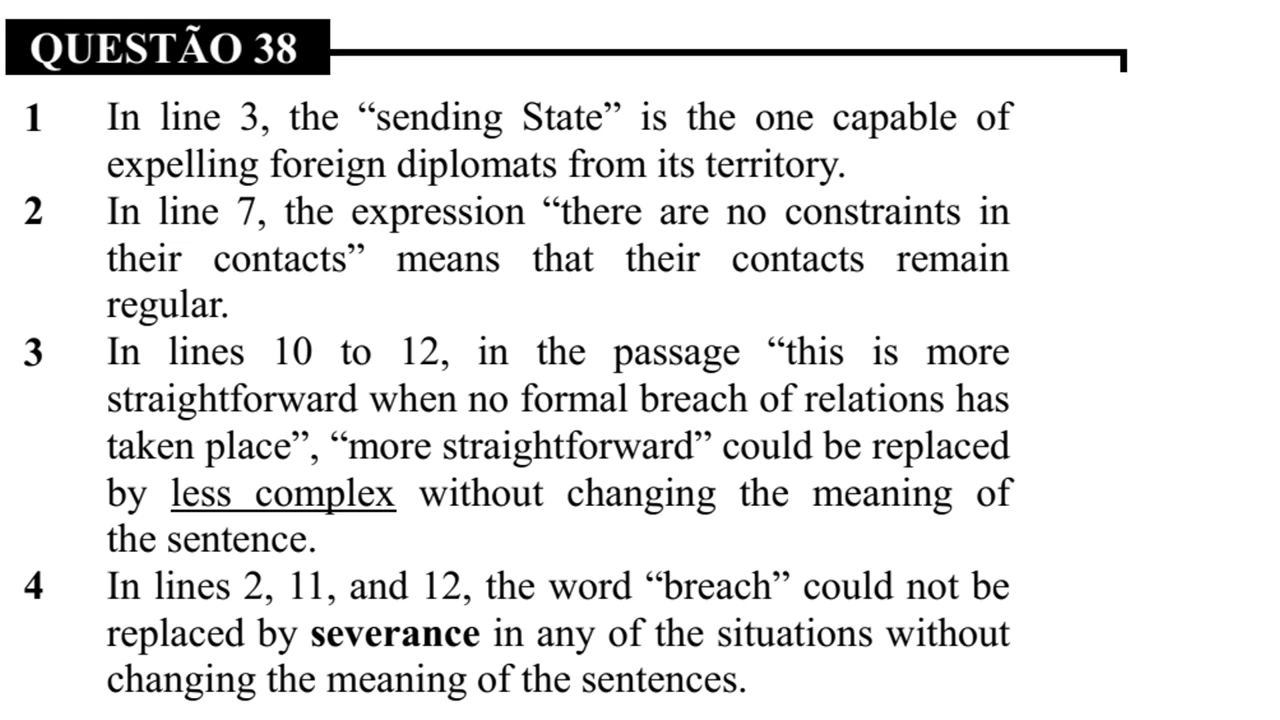 QUESTÃO 38
1 In line 3, the “sending State” is the one capable of
expelling foreign diplomats from its territory.
2 In line 7, the expression “there are no constraints in
their contacts” means that their contacts remain
regular.
3 In lines 10 to 12, in the passage “this is more
straightforward when no formal breach of relations has
taken place”, “more straightforward” could be replaced
by less complex without changing the meaning of
the sentence.
4 In lines 2, 11, and 12, the word “breach” could not be
replaced by severance in any of the situations without
changing the meaning of the sentences.